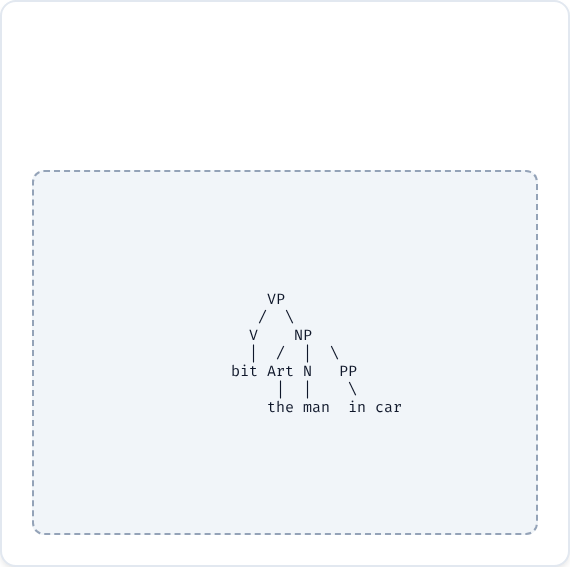 VP
/ \
V NP
| / | \
bit Art N PP
| | \
the man in car